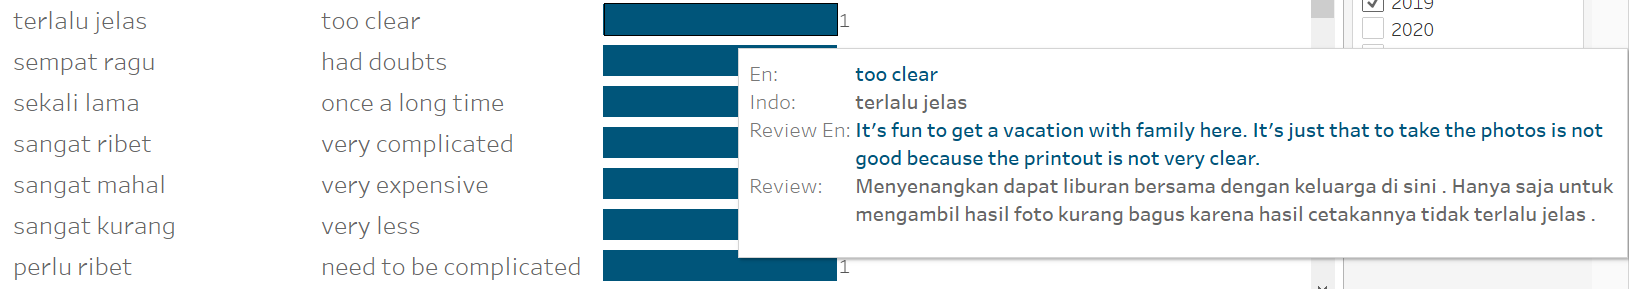 terlalu jelas too clear 1
sempat ragu had doubts
sekali lama once a long time
sangat ribet very complicated
sangat mahal very expensive
sangat kurang very less
perlu ribet need to be complicated 1
2019
2020
En: too clear
Indo: terlalu jelas
Review En: It’s fun to get a vacation with family here. It’s just that to take the photos is not
good because the printout is not very clear.
Review: Menyenangkan dapat liburan bersama dengan keluarga di sini . Hanya saja untuk
mengambil hasil foto kurang bagus karena hasil cetakannya tidak terlalu jelas .